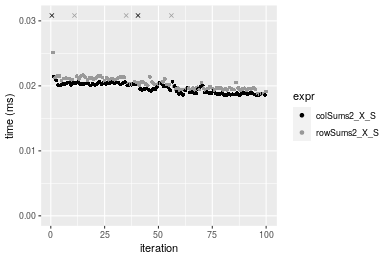 0.03
0.02
0.01
0.00
time (ms)
0
25
50
75
100
iteration
expr
colSums2_X_S
rowSums2_X_S